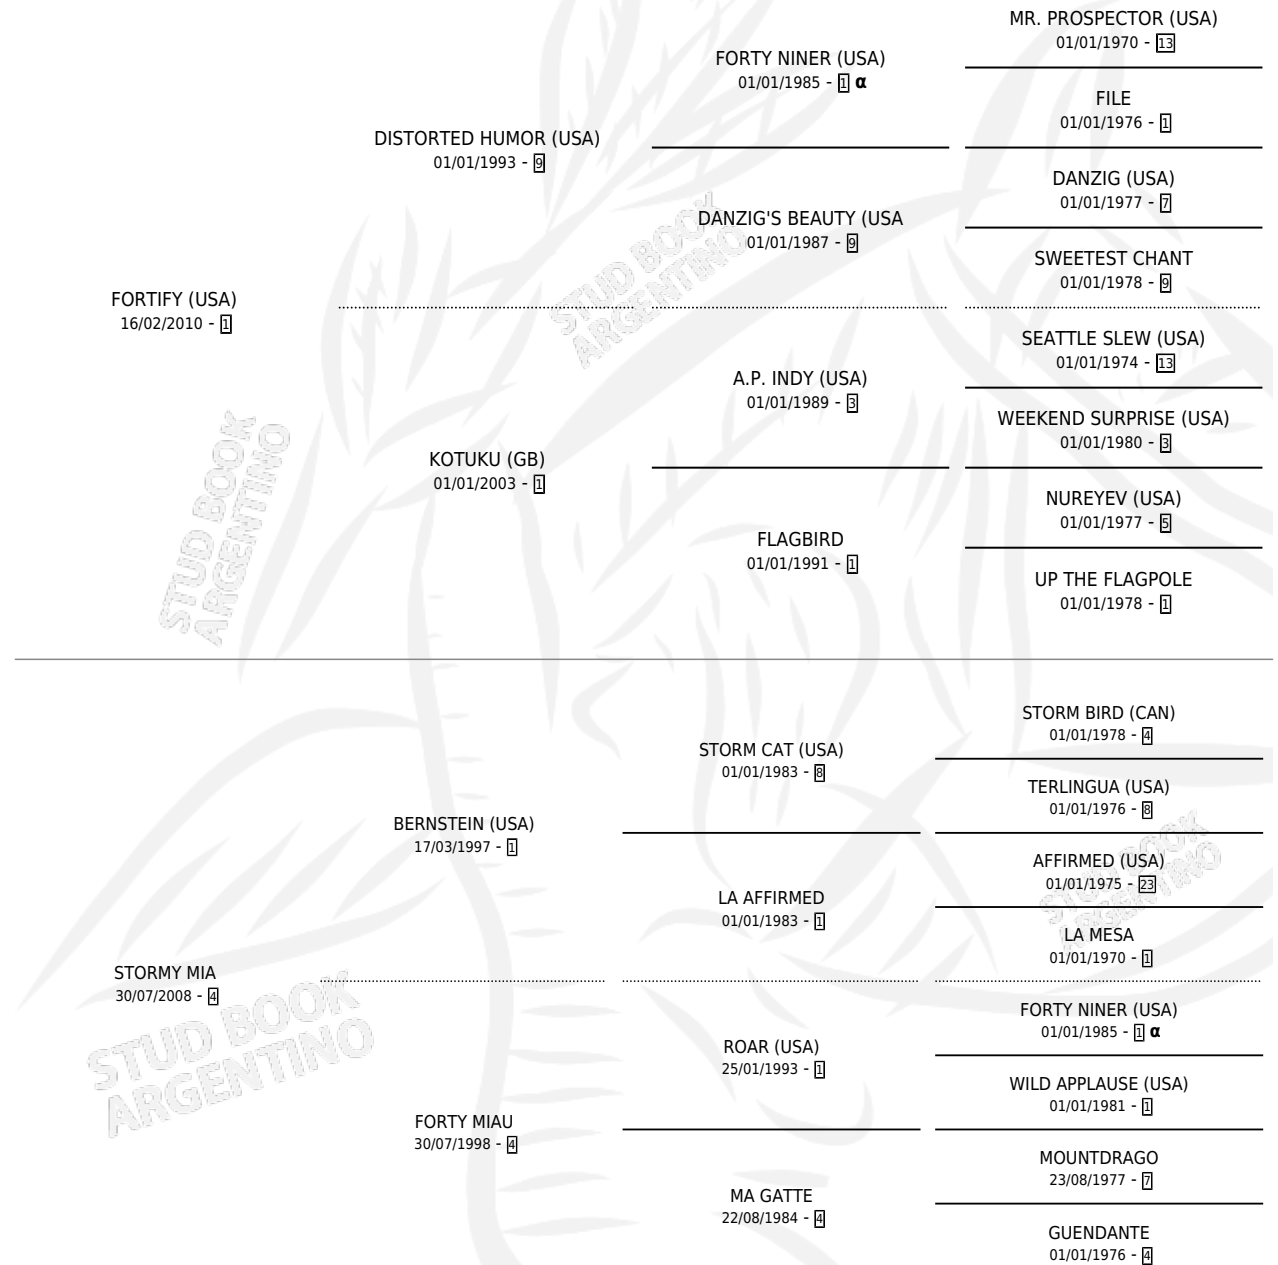 MR. PROSPECTOR (USA)
01/01/1970 - 13
FORTY NINER (USA)
01/01/1985 - 1 α
FILE
01/01/1976 - 1
DISTORTED HUMOR (USA)
01/01/1993 - 9
DANZIG (USA)
01/01/1977 - 7
DANZIG'S BEAUTY (USA
01/01/1987 - 9
SWEETEST CHANT
01/01/1978 - 9
FORTIFY (USA)
16/02/2010 - 1
SEATTLE SLEW (USA)
01/01/1974 - 13
A.P. INDY (USA)
01/01/1989 - 3
WEEKEND SURPRISE (USA)
01/01/1980 - 3
KOTUKU (GB)
01/01/2003 - 1
NUREYEV (USA)
01/01/1977 - 5
FLAGBIRD
01/01/1991 - 1
UP THE FLAGPOLE
01/01/1978 - 1
STORM BIRD (CAN)
01/01/1978 - 4
STORM CAT (USA)
01/01/1983 - 8
TERLINGUA (USA)
01/01/1976 - 8
BERNSTEIN (USA)
17/03/1997 - 1
AFFIRMED (USA)
01/01/1975 - 23
LA AFFIRMED
01/01/1983 - 1
LA MESA
01/01/1970 - 1
STORMY MIA
30/07/2008 - 4
FORTY NINER (USA)
01/01/1985 - 1 α
ROAR (USA)
25/01/1993 - 1
WILD APPLAUSE (USA)
01/01/1981 - 1
FORTY MIAU
30/07/1998 - 4
MOUNTDRAGO
23/08/1977 - 7
MA GATTE
22/08/1984 - 4
GUENDANTE
01/01/1976 - 4
STUD BOOK
ARGENTINO
STUD BOOK
ARGENTINO
STUD BOOK
ARGENTINO
STUD BOOK
ARGENTINO